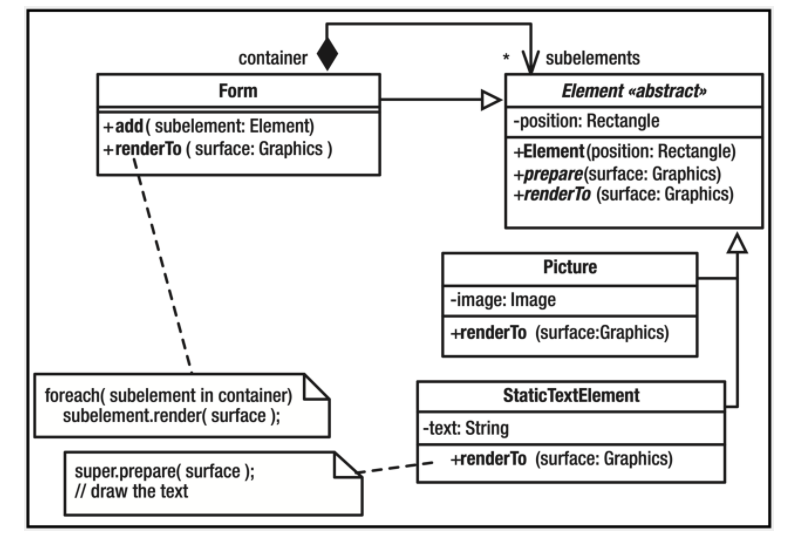 container
* subelements
Form
+add( subelement: Element)
+renderTo ( surface: Graphics )
Element «abstract»
-position: Rectangle
+Element(position: Rectangle)
+prepare(surface: Graphics)
+renderTo (surface: Graphics)
Picture
-image: Image
+renderTo (surface:Graphics)
StaticTextElement
-text: String
+renderTo (surface: Graphics)
foreach( subelement in container)
subelement.render( surface );
super.prepare( surface );
// draw the text